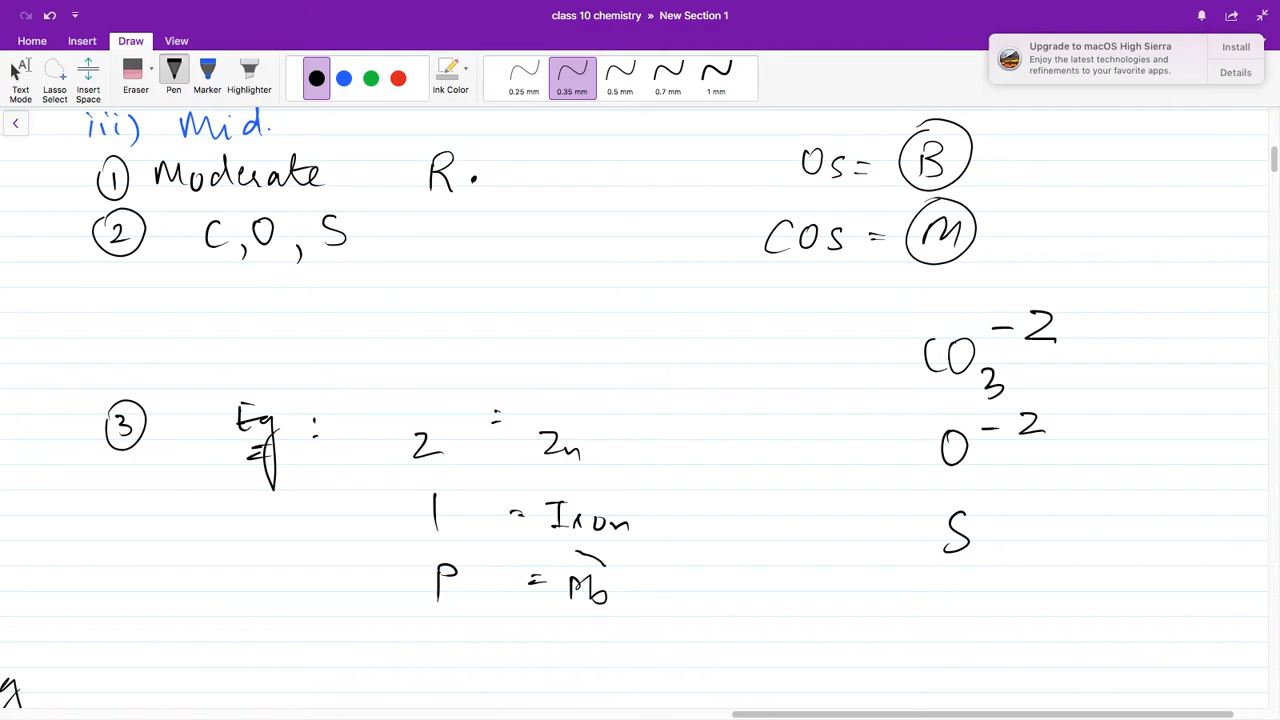 class 10 chemistry » New Section 1
Home Insert Draw View
Upgrade to macOS High Sierra
Enjoy the latest technologies and
refinements to your favorite apps.
Install
Details
Text Mode
Lasso Select
Insert Space
Eraser
Pen
Marker
Highlighter
Ink Color
0.25 mm
0.35 mm
0.5 mm
0.7 mm
1 mm
iii) Mid.
① Moderate R.
② C, O, S
OS = B
COS = M
CO₃⁻²
O⁻²
S
③ Eg : Z = Zn
I = Iron
P =